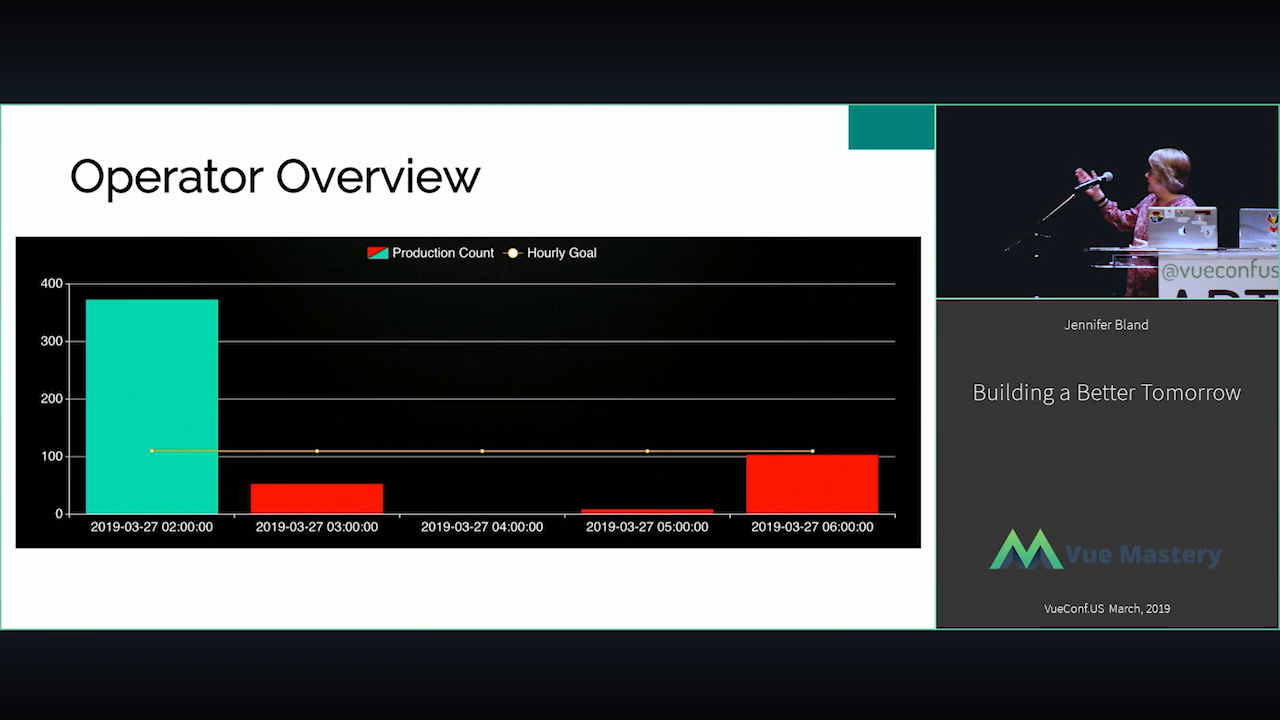 Operator Overview
Production Count Hourly Goal
400
300
200
100
0
2019-03-27 02:00:00 2019-03-27 03:00:00 2019-03-27 04:00:00 2019-03-27 05:00:00 2019-03-27 06:00:00
@vueconfus
Jennifer Bland
Building a Better Tomorrow
Vue Mastery
VueConf.US March, 2019